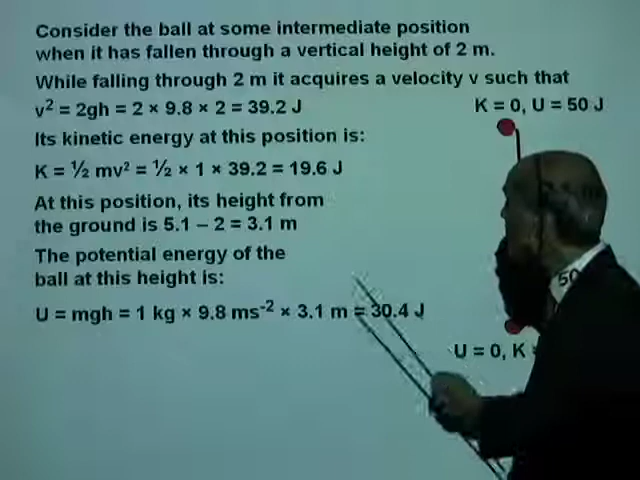 Consider the ball at some intermediate position
when it has fallen through a vertical height of 2 m.
While falling through 2 m it acquires a velocity v such that
v² = 2gh = 2 × 9.8 × 2 = 39.2 J
K = 0, U = 50 J
Its kinetic energy at this position is:
K = ½ mv² = ½ × 1 × 39.2 = 19.6 J
At this position, its height from
the ground is 5.1 – 2 = 3.1 m
The potential energy of the
ball at this height is:
50
U = mgh = 1 kg × 9.8 ms⁻² × 3.1 m = 30.4 J
U = 0, K